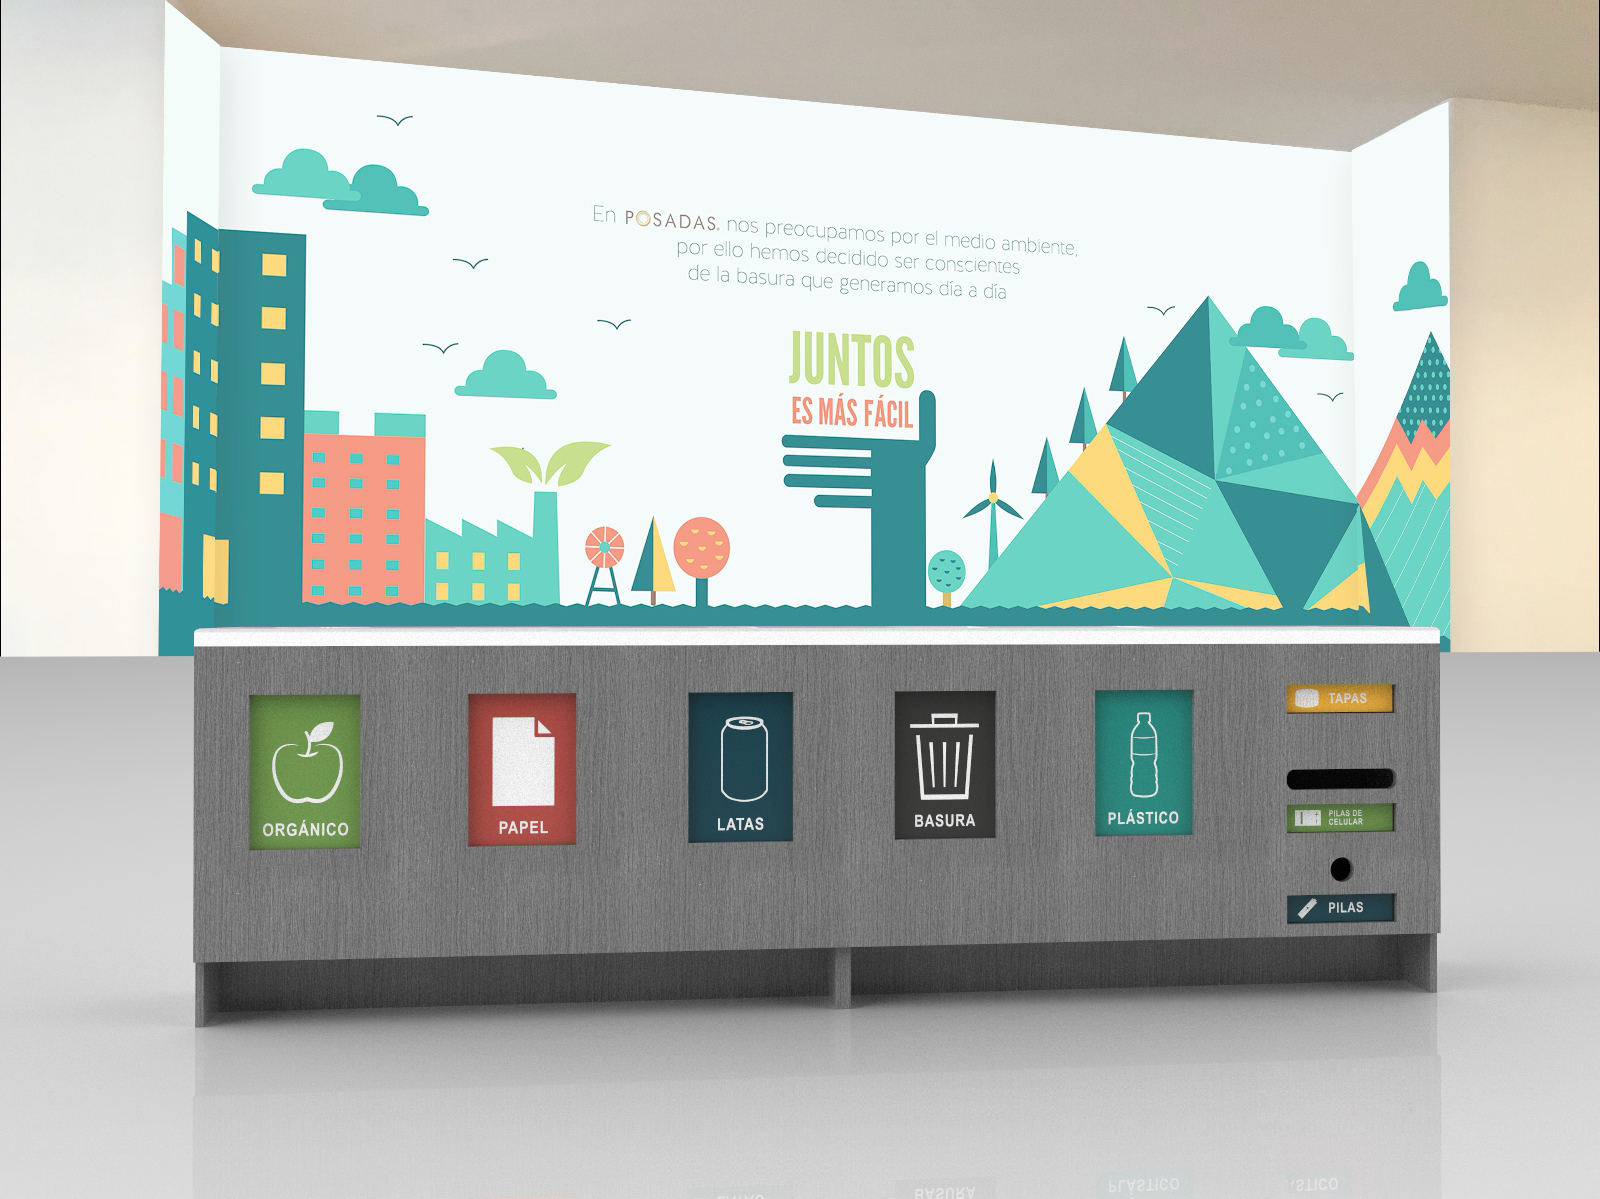 En POSADAS. nos preocupamos por el medio ambiente,
por ello hemos decidido ser conscientes
de la basura que generamos día a día
JUNTOS
ES MÁS FÁCIL
ORGÁNICO
PAPEL
LATAS
BASURA
PLÁSTICO
TAPAS
PILAS DE
CELULAR
PILAS